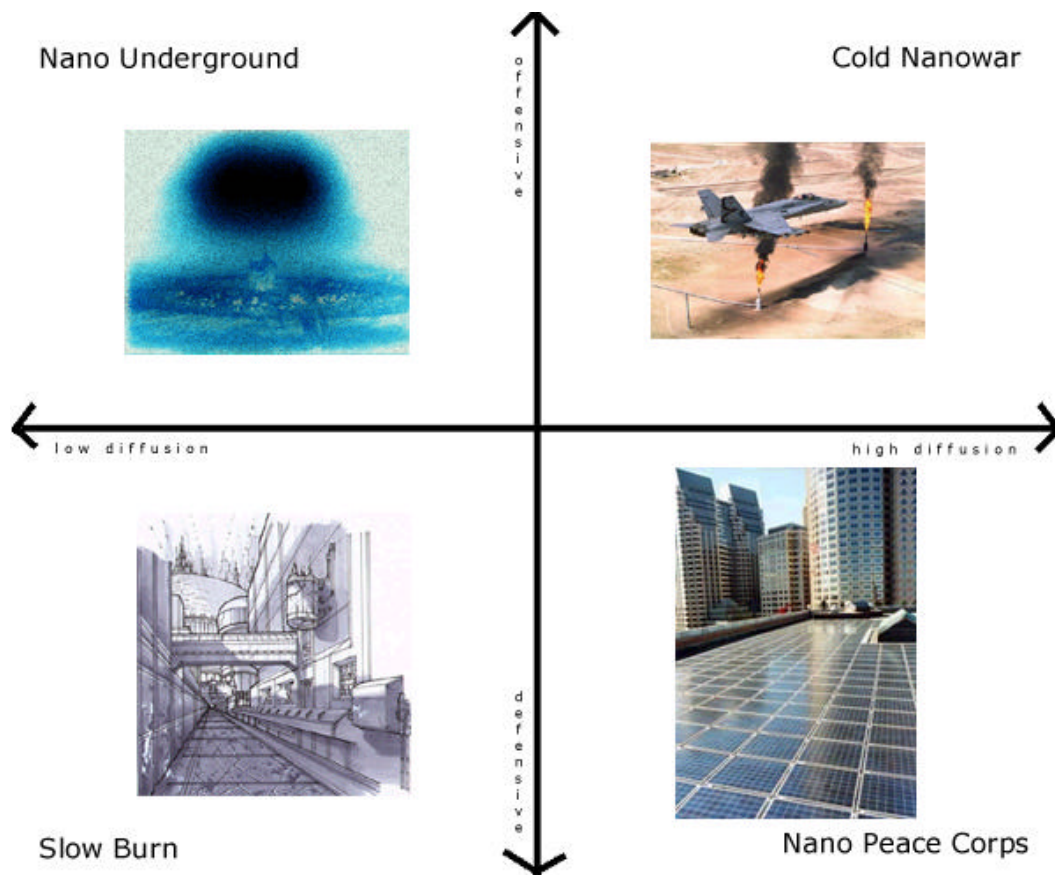 Nano Underground
Cold Nanowar
offensive
low diffusion
high diffusion
defensive
Slow Burn
Nano Peace Corps